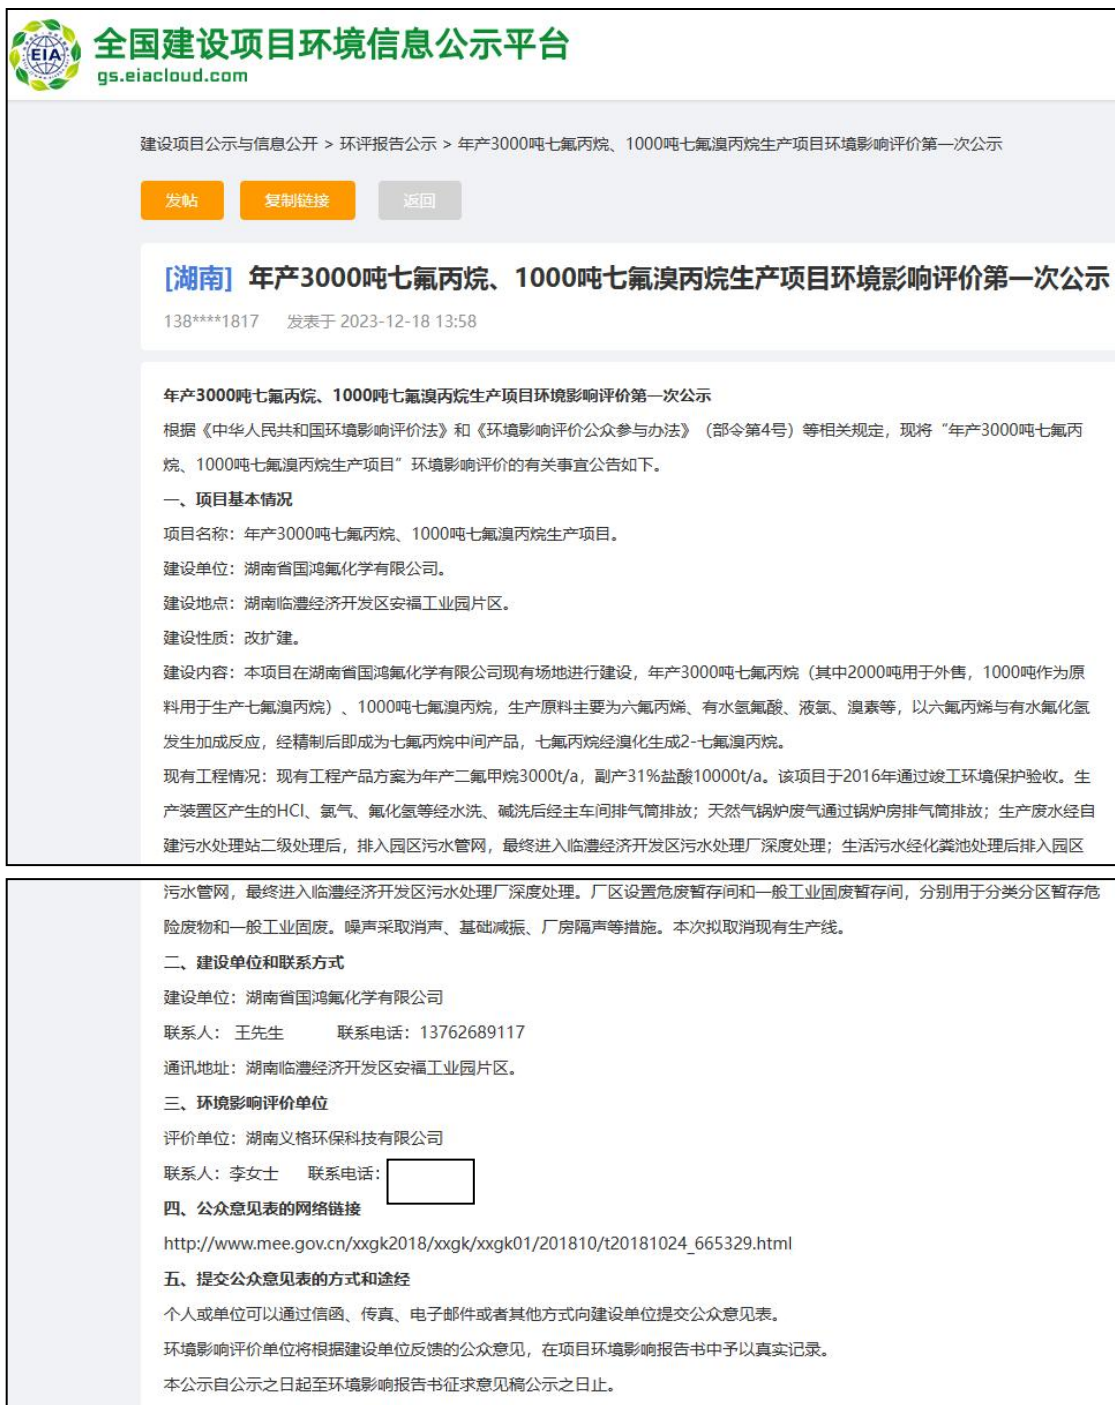 EIA
全国建设项目环境信息公示平台
gs.eiacloud.com
建设项目公示与信息公开 > 环评报告公示 > 年产3000吨七氟丙烷、1000吨七氟溴丙烷生产项目环境影响评价第一次公示
发帖 复制链接 返回
[湖南] 年产3000吨七氟丙烷、1000吨七氟溴丙烷生产项目环境影响评价第一次公示
138****1817 发表于 2023-12-18 13:58
年产3000吨七氟丙烷、1000吨七氟溴丙烷生产项目环境影响评价第一次公示
根据《中华人民共和国环境影响评价法》和《环境影响评价公众参与办法》（部令第4号）等相关规定，现将“年产3000吨七氟丙
烷、1000吨七氟溴丙烷生产项目”环境影响评价的有关事宜公告如下。
一、项目基本情况
项目名称：年产3000吨七氟丙烷、1000吨七氟溴丙烷生产项目。
建设单位：湖南省国鸿氟化学有限公司。
建设地点：湖南临澧经济开发区安福工业园片区。
建设性质：改扩建。
建设内容：本项目在湖南省国鸿氟化学有限公司现有场地进行建设，年产3000吨七氟丙烷（其中2000吨用于外售，1000吨作为原
料用于生产七氟溴丙烷）、1000吨七氟溴丙烷，生产原料主要为六氟丙烯、有水氢氟酸、液氯、溴素等，以六氟丙烯与有水氟化氢
发生加成反应，经精制后即成为七氟丙烷中间产品，七氟丙烷经溴化生成2-七氟溴丙烷。
现有工程情况：现有工程产品方案为年产二氟甲烷3000t/a，副产31%盐酸10000t/a。该项目于2016年通过竣工环境保护验收。生
产装置区产生的HCl、氯气、氟化氢等经水洗、碱洗后经主车间排气筒排放；天然气锅炉废气通过锅炉房排气筒排放；生产废水经自
建污水处理站二级处理后，排入园区污水管网，最终进入临澧经济开发区污水处理厂深度处理；生活污水经化粪池处理后排入园区
污水管网，最终进入临澧经济开发区污水处理厂深度处理。厂区设置危废暂存间和一般工业固废暂存间，分别用于分类分区暂存危
险废物和一般工业固废。噪声采取消声、基础减振、厂房隔声等措施。本次拟取消现有生产线。
二、建设单位和联系方式
建设单位：湖南省国鸿氟化学有限公司
联系人： 王先生 联系电话：13762689117
通讯地址：湖南临澧经济开发区安福工业园片区。
三、环境影响评价单位
评价单位：湖南义格环保科技有限公司
联系人：李女士 联系电话：
四、公众意见表的网络链接
http://www.mee.gov.cn/xxgk2018/xxgk/xxgk01/201810/t20181024_665329.html
五、提交公众意见表的方式和途经
个人或单位可以通过信函、传真、电子邮件或者其他方式向建设单位提交公众意见表。
环境影响评价单位将根据建设单位反馈的公众意见，在项目环境影响报告书中予以真实记录。
本公示自公示之日起至环境影响报告书征求意见稿公示之日止。